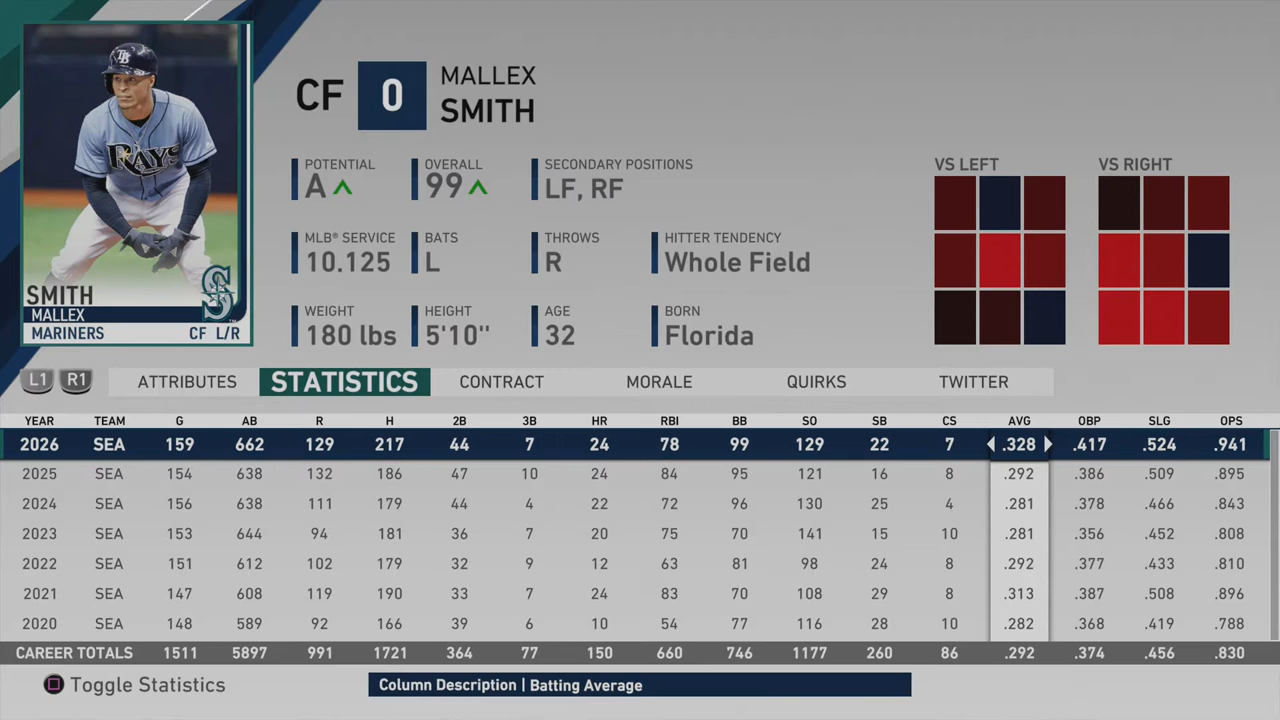 TB
RAYS
SMITH
MALLEX
MARINERS CF L/R
S
CF 0 MALLEX
SMITH
POTENTIAL OVERALL SECONDARY POSITIONS
A 99 LF, RF
MLB® SERVICE BATS THROWS HITTER TENDENCY
10.125 L R Whole Field
WEIGHT HEIGHT AGE BORN
180 lbs 5'10" 32 Florida
VS LEFT VS RIGHT
L1 R1 ATTRIBUTES STATISTICS CONTRACT MORALE QUIRKS TWITTER
YEAR TEAM G AB R H 2B 3B HR RBI BB SO SB CS AVG OBP SLG OPS
2026 SEA 159 662 129 217 44 7 24 78 99 129 22 7 .328 .417 .524 .941
2025 SEA 154 638 132 186 47 10 24 84 95 121 16 8 .292 .386 .509 .895
2024 SEA 156 638 111 179 44 4 22 72 96 130 25 4 .281 .378 .466 .843
2023 SEA 153 644 94 181 36 7 20 75 70 141 15 10 .281 .356 .452 .808
2022 SEA 151 612 102 179 32 9 12 63 81 98 24 8 .292 .377 .433 .810
2021 SEA 147 608 119 190 33 7 24 83 70 108 29 8 .313 .387 .508 .896
2020 SEA 148 589 92 166 39 6 10 54 77 116 28 10 .282 .368 .419 .788
CAREER TOTALS 1511 5897 991 1721 364 77 150 660 746 1177 260 86 .292 .374 .456 .830
Toggle Statistics
Column Description | Batting Average